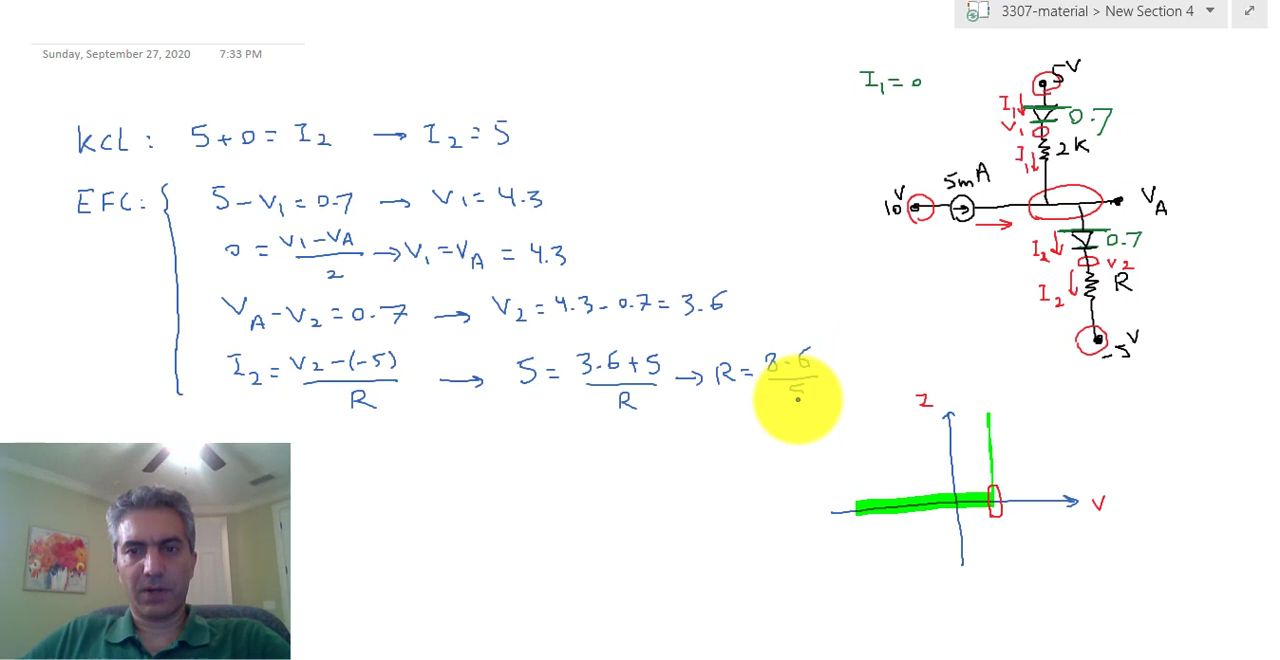 3307-material > New Section 4
Sunday, September 27, 2020 7:33 PM
KCL: 5+0 = I₂ → I₂ = 5
EFC: { 5-V₁ = 0.7 → V₁ = 4.3
0 = (V₁-VA)/2 → V₁ = VA = 4.3
VA-V₂ = 0.7 → V₂ = 4.3-0.7 = 3.6
I₂ = (V₂-(-5))/R → 5 = (3.6+5)/R → R = 8.6/5
I₁ = 0
5V
I₁ 0.7
V₁
I₁ 2K
10V 5mA VA
I₂ 0.7
V2
I₂ R
-5V
I
V